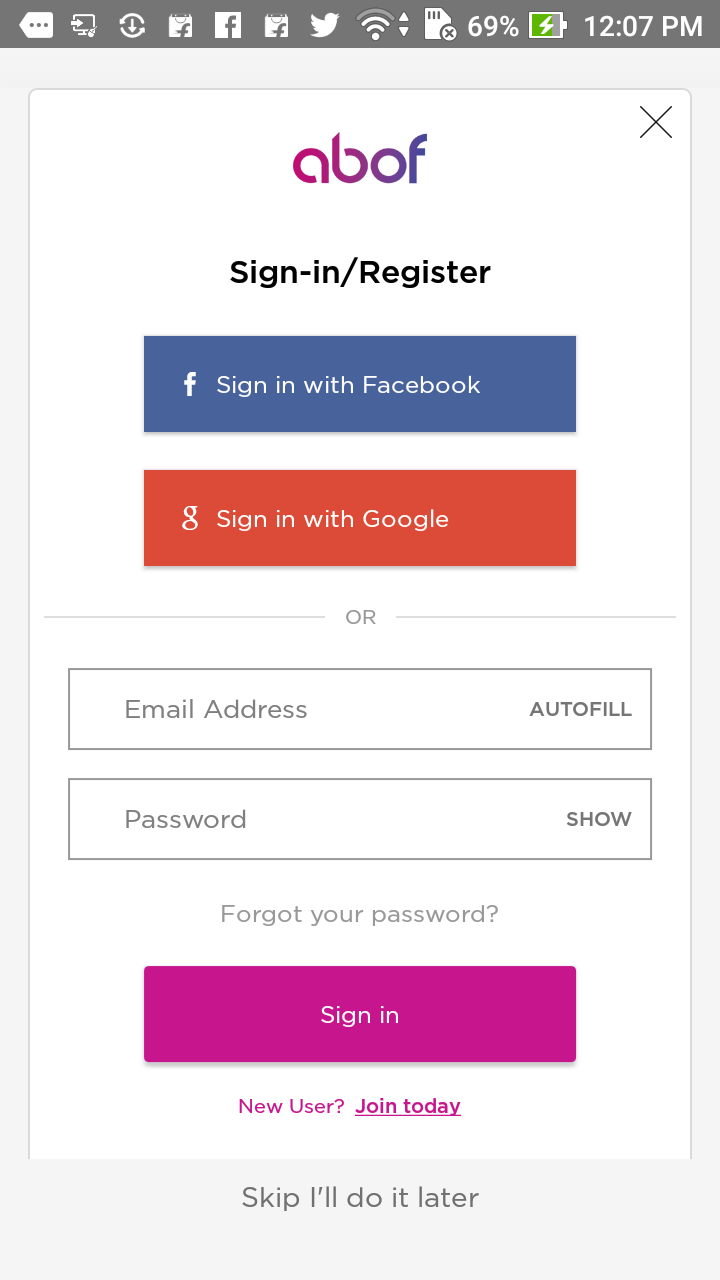 69% 12:07 PM
abof
Sign-in/Register
f Sign in with Facebook
g Sign in with Google
OR
Email Address AUTOFILL
Password SHOW
Forgot your password?
Sign in
New User? Join today
Skip I'll do it later